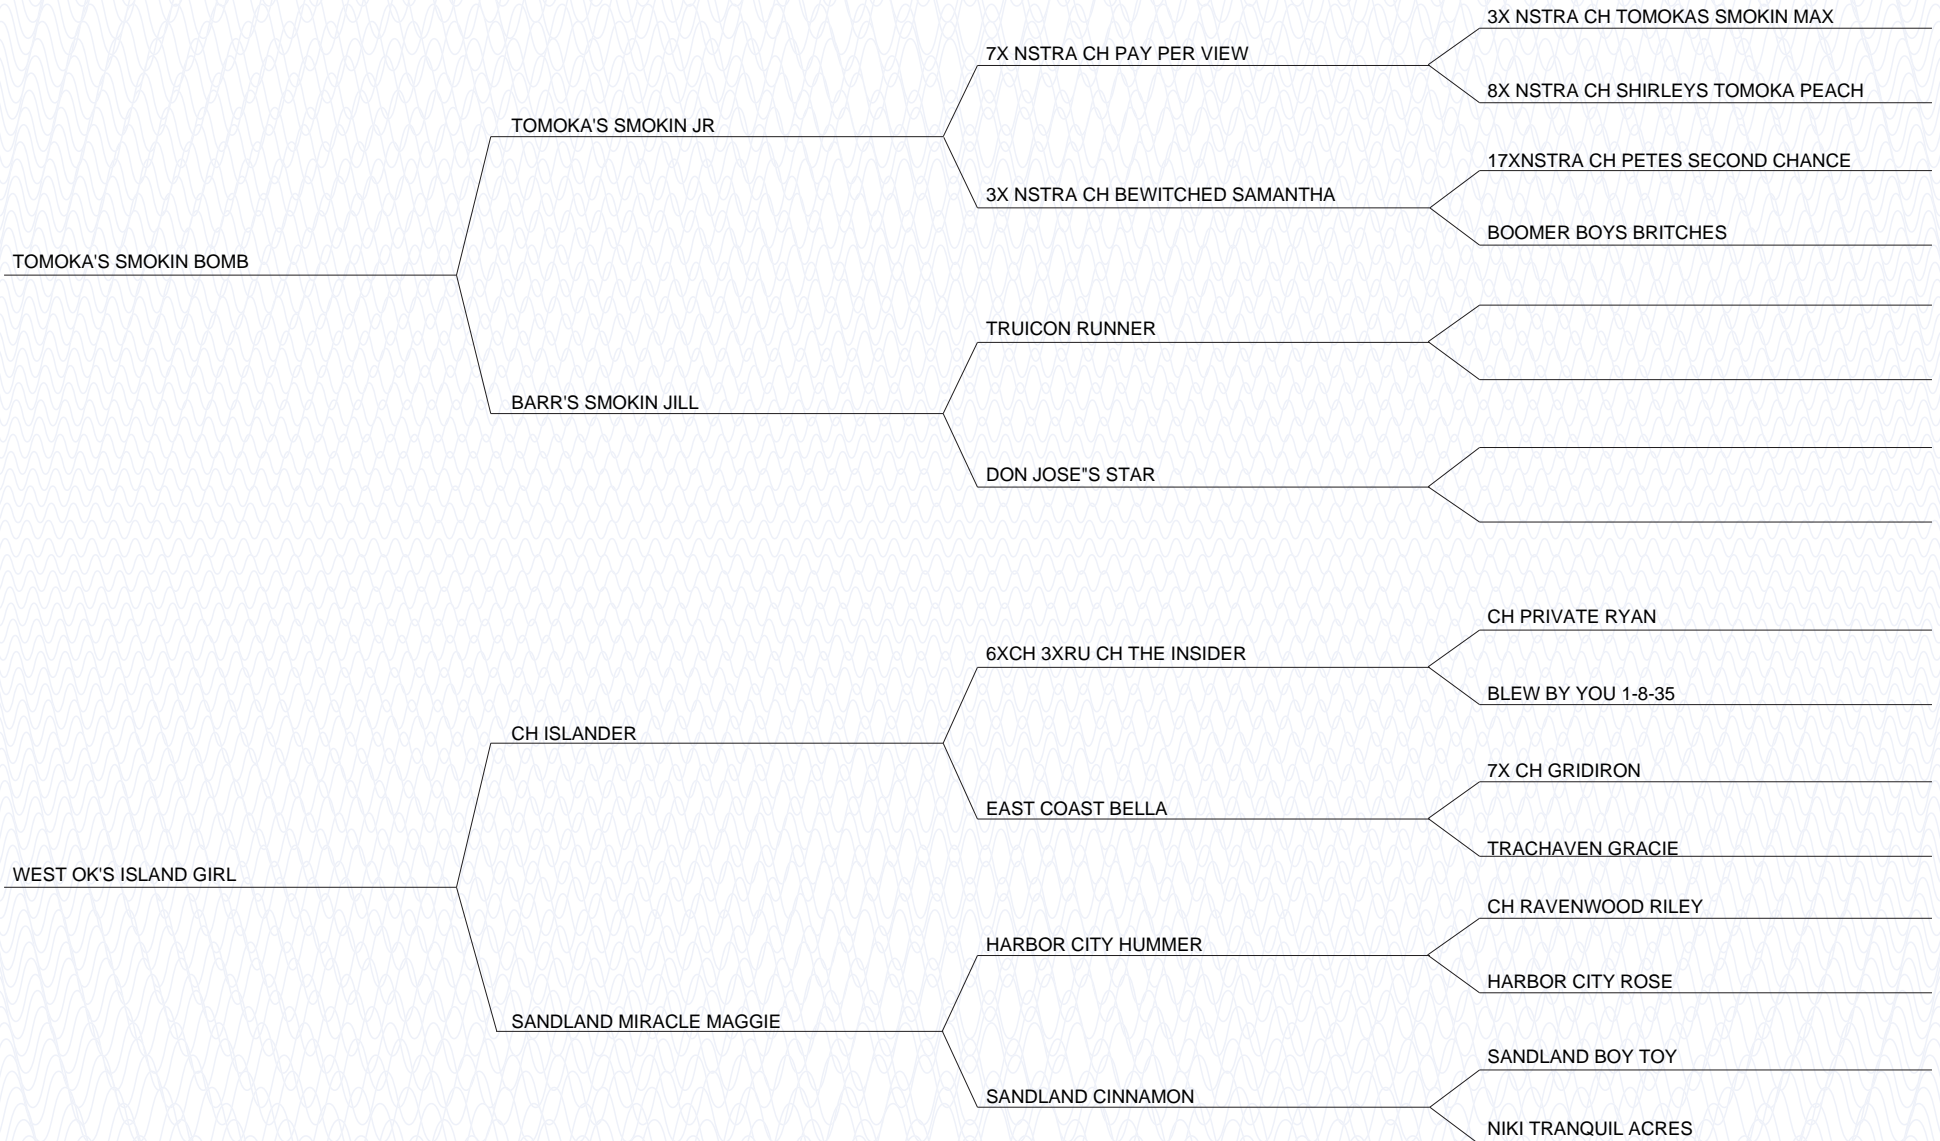 3X NSTRA CH TOMOKAS SMOKIN MAX
7X NSTRA CH PAY PER VIEW
8X NSTRA CH SHIRLEYS TOMOKA PEACH
TOMOKA'S SMOKIN JR
17XNSTRA CH PETES SECOND CHANCE
3X NSTRA CH BEWITCHED SAMANTHA
BOOMER BOYS BRITCHES
TOMOKA'S SMOKIN BOMB
TRUICON RUNNER
BARR'S SMOKIN JILL
DON JOSE"S STAR
CH PRIVATE RYAN
6XCH 3XRU CH THE INSIDER
BLEW BY YOU 1-8-35
CH ISLANDER
7X CH GRIDIRON
EAST COAST BELLA
TRACHAVEN GRACIE
WEST OK'S ISLAND GIRL
CH RAVENWOOD RILEY
HARBOR CITY HUMMER
HARBOR CITY ROSE
SANDLAND MIRACLE MAGGIE
SANDLAND BOY TOY
SANDLAND CINNAMON
NIKI TRANQUIL ACRES